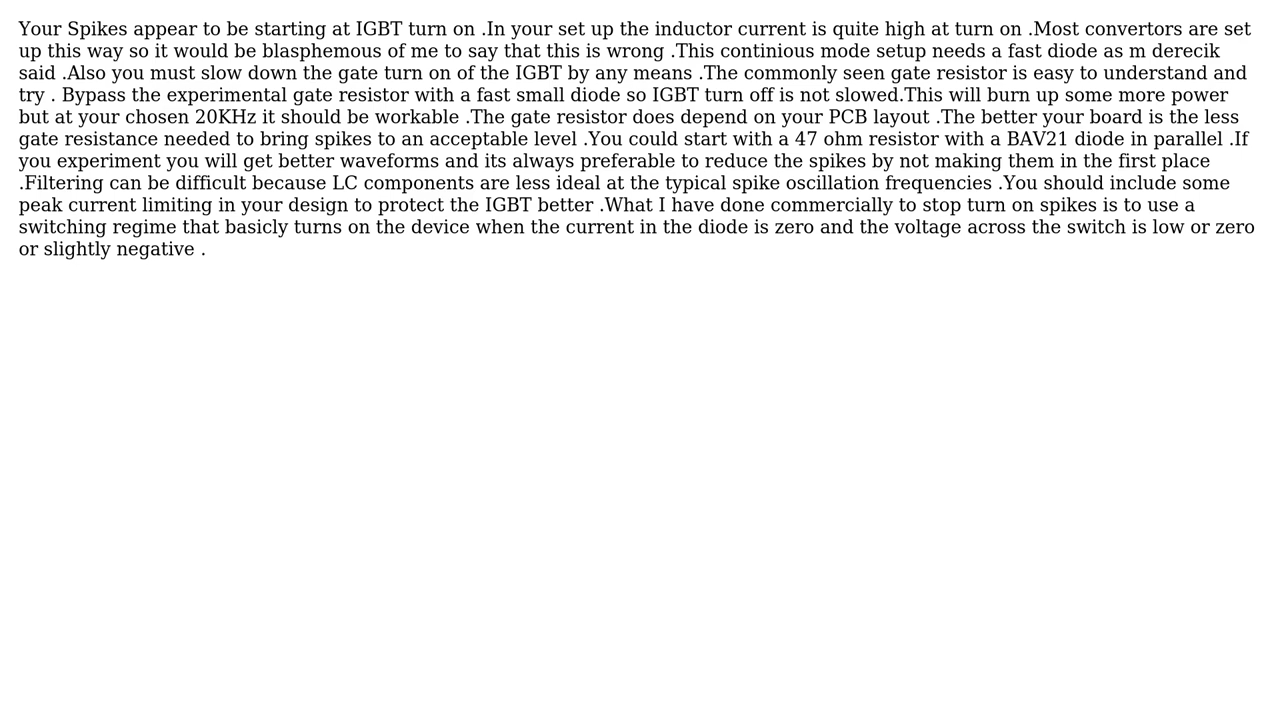 Your Spikes appear to be starting at IGBT turn on .In your set up the inductor current is quite high at turn on .Most convertors are set
up this way so it would be blasphemous of me to say that this is wrong .This continious mode setup needs a fast diode as m derecik
said .Also you must slow down the gate turn on of the IGBT by any means .The commonly seen gate resistor is easy to understand and
try . Bypass the experimental gate resistor with a fast small diode so IGBT turn off is not slowed.This will burn up some more power
but at your chosen 20KHz it should be workable .The gate resistor does depend on your PCB layout .The better your board is the less
gate resistance needed to bring spikes to an acceptable level .You could start with a 47 ohm resistor with a BAV21 diode in parallel .If
you experiment you will get better waveforms and its always preferable to reduce the spikes by not making them in the first place
.Filtering can be difficult because LC components are less ideal at the typical spike oscillation frequencies .You should include some
peak current limiting in your design to protect the IGBT better .What I have done commercially to stop turn on spikes is to use a
switching regime that basicly turns on the device when the current in the diode is zero and the voltage across the switch is low or zero
or slightly negative .